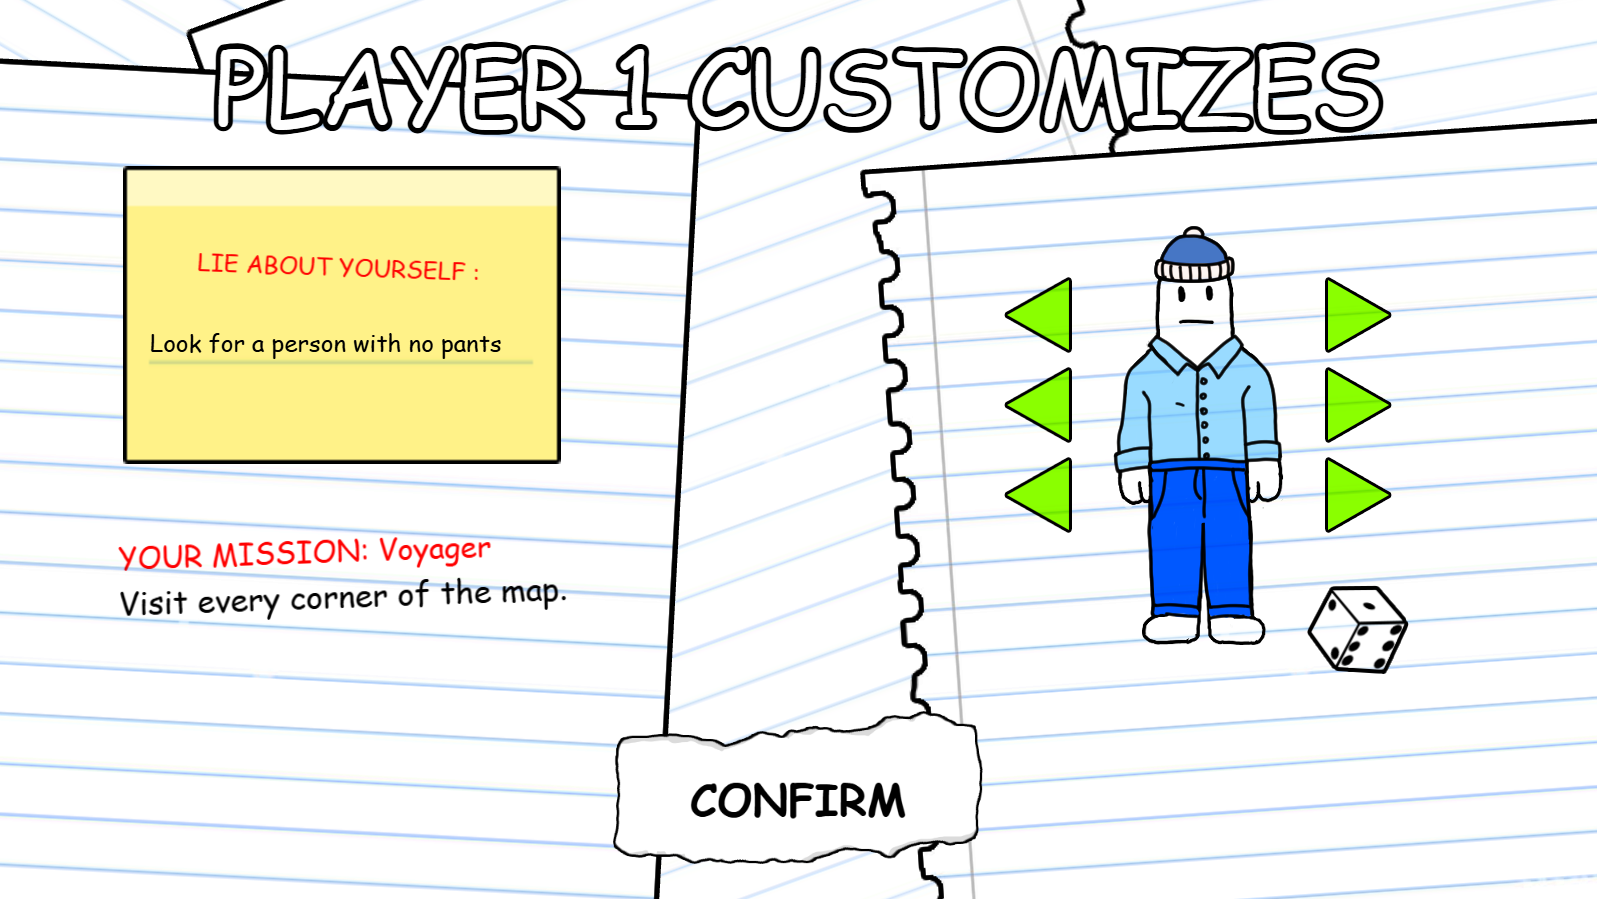 PLAYER 1 CUSTOMIZES
LIE ABOUT YOURSELF :
Look for a person with no pants
YOUR MISSION: Voyager
Visit every corner of the map.
CONFIRM